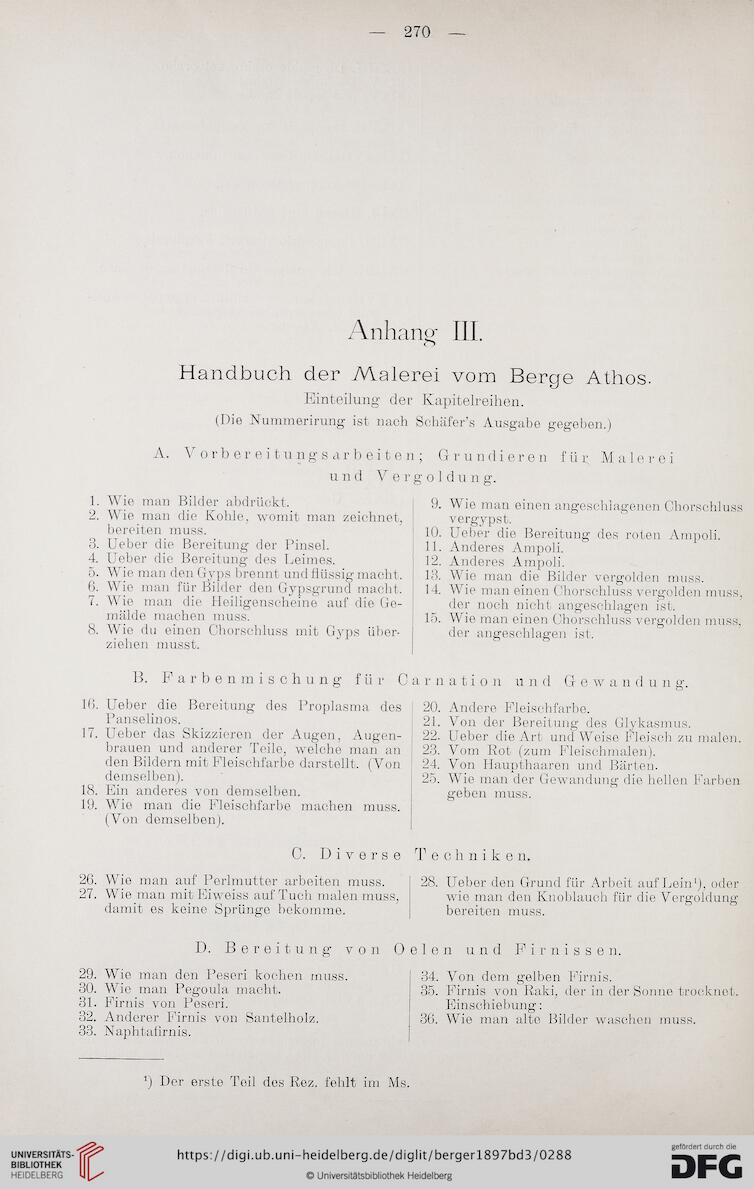 — 270 —
Anhang III.
Handbuch der Malerei vom Berge Athos.
Einteilung der Kapitelreihen.
(Die Nummerirung ist nach Schäfer's Ausgabe gegeben.)
A. Vorbereitungsarbeiten; Grundieren für Malerei
und Vergoldung.
1. Wie man Bilder abdrückt.
2. Wie man die Kohle, womit man zeichnet,
bereiten muss.
3. Ueber die Bereitung der Pinsel.
4. Ueber die Bereitung des Leimes.
5. Wie man den Gyps brennt und flüssig macht.
6. Wie man für Bilder den Gypsgrund macht.
7. Wie man die Heiligenscheine auf die Ge-
mälde machen muss.
8. Wie du einen Chorschluss mit Gyps über-
ziehen musst.
9. Wie man einen angeschlagenen Chorschluss
vergypst.
10. Ueber die Bereitung des roten Ampoli.
11. Anderes Ampoli.
12. Anderes Ampoli.
13. Wie man die Bilder vergolden muss.
14. Wie man einen Chorschluss vergolden muss,
der noch nicht angeschlagen ist.
15. Wie man einen Chorschluss vergolden muss,
der angeschlagen ist.
B. Farbenmischung für Carnation und Gewandung.
16. Ueber die Bereitung des Proplasma des
Panselinos.
17. Ueber das Skizzieren der Augen, Augen-
brauen und anderer Teile, welche man an
den Bildern mit Fleischfarbe darstellt. (Von
demselben).
18. Ein anderes von demselben.
19. Wie man die Fleischfarbe machen muss.
(Von demselben).
20. Andere Fleischfarbe.
21. Von der Bereitung des Glykasmus.
22. Ueber die Art und Weise Fleisch zu malen.
23. Vom Rot (zum Fleischmalen).
24. Von Haupthaaren und Bärten.
25. Wie man der Gewandung die hellen Farben
geben muss.
C. Diverse Techniken.
26. Wie man auf Perlmutter arbeiten muss.
27. Wie man mit Eiweiss auf Tuch malen muss,
damit es keine Sprünge bekomme.
28. Ueber den Grund für Arbeit auf Lein¹), oder
wie man den Knoblauch für die Vergoldung
bereiten muss.
D. Bereitung von Oelen und Firnissen.
29. Wie man den Peseri kochen muss.
30. Wie man Pegoula macht.
31. Firnis von Peseri.
32. Anderer Firnis von Santelholz.
33. Naphtafirnis.
34. Von dem gelben Firnis.
35. Firnis von Raki, der in der Sonne trocknet.
Einschiebung:
36. Wie man alte Bilder waschen muss.
¹) Der erste Teil des Rez. fehlt im Ms.
UNIVERSITÄTS-
BIBLIOTHEK
HEIDELBERG
https://digi.ub.uni-heidelberg.de/diglit/berger1897bd3/0288
© Universitätsbibliothek Heidelberg
gefördert durch die
DFG